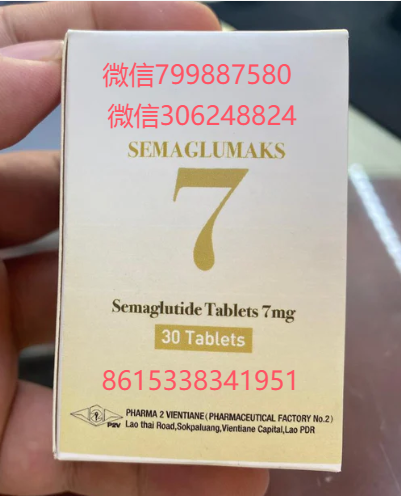 微信799887580
微信306248824
SEMAGLUMAKS
7
Semaglutide Tablets 7mg
30 Tablets
8615338341951
P2V
PHARMA 2 VIENTIANE (PHARMACEUTICAL FACTORY No.2)
Lao thai Road, Sokpaluang, Vientiane Capital, Lao PDR